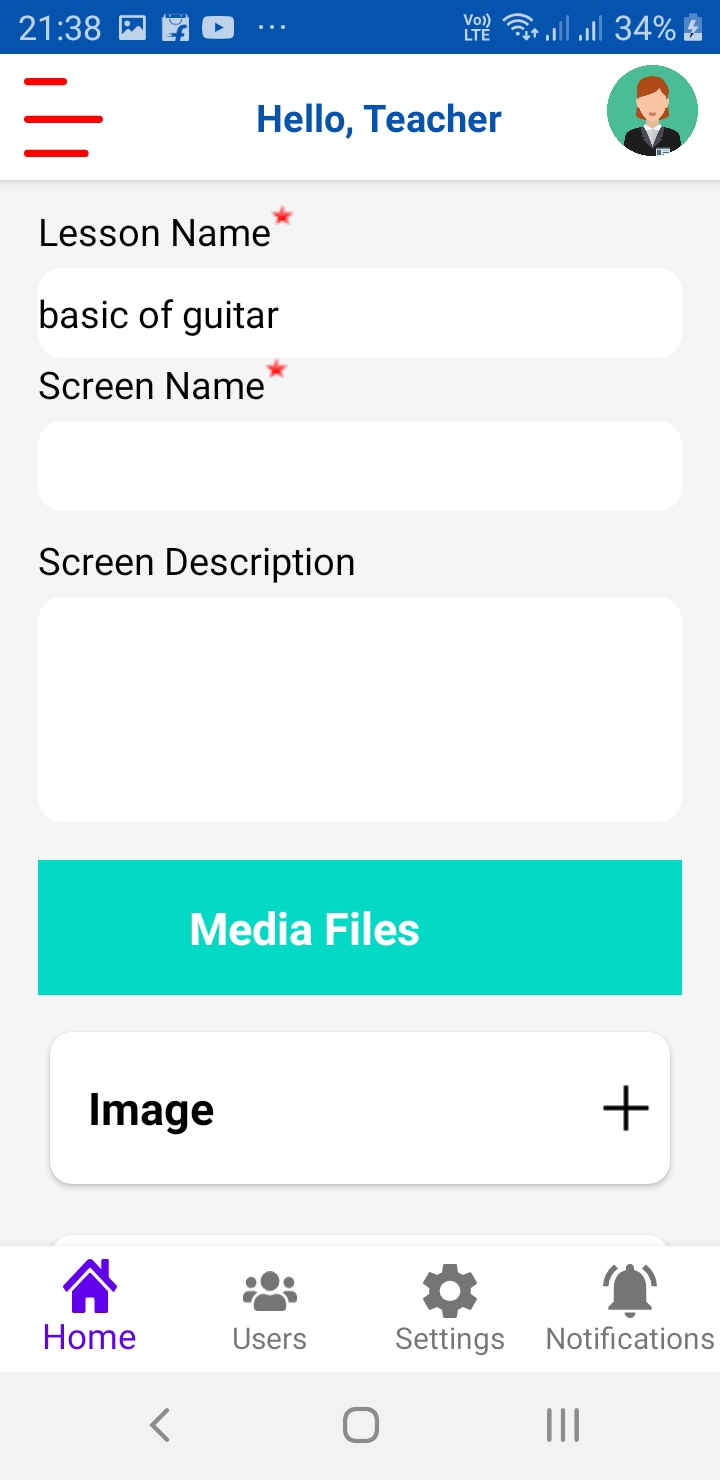 21:38 Vo)) LTE 34%
Hello, Teacher
Lesson Name
basic of guitar
Screen Name
Screen Description
Media Files
Image
Home Users Settings Notifications